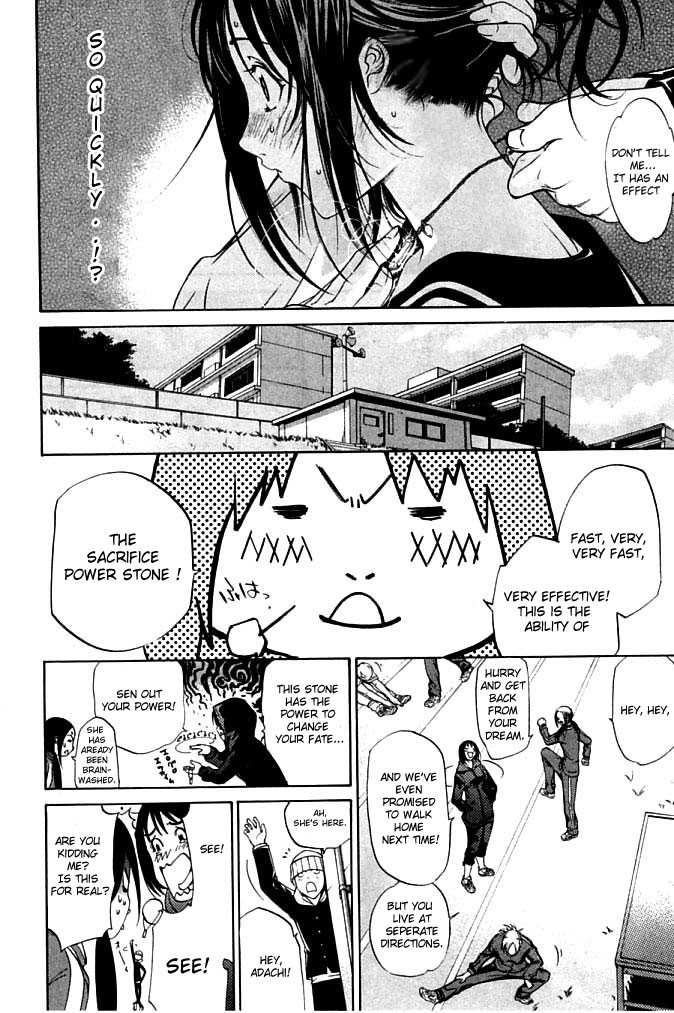 DON'T TELL
ME...
IT HAS AN
EFFECT
SO QUICKLY..!?
FAST, VERY,
VERY FAST,
VERY EFFECTIVE!
THIS IS THE
ABILITY OF
ぶはっ
THE
SACRIFICE
POWER STONE !
HEY, HEY,
HURRY
AND GET
BACK
FROM
YOUR
DREAM.
AND WE'VE
EVEN
PROMISED
TO WALK
HOME
NEXT TIME!
BUT YOU
LIVE AT
SEPERATE
DIRECTIONS.
THIS STONE
HAS THE
POWER TO
CHANGE
YOUR FATE...
SEN OUT
YOUR POWER!
SHE
HAS
AREADY
BEEN
BRAIN-
WASHED.
AH,
SHE'S HERE.
HEY,
ADACHI!
SEE!
SEE!
ARE YOU
KIDDING
ME?
IS THIS
FOR REAL?